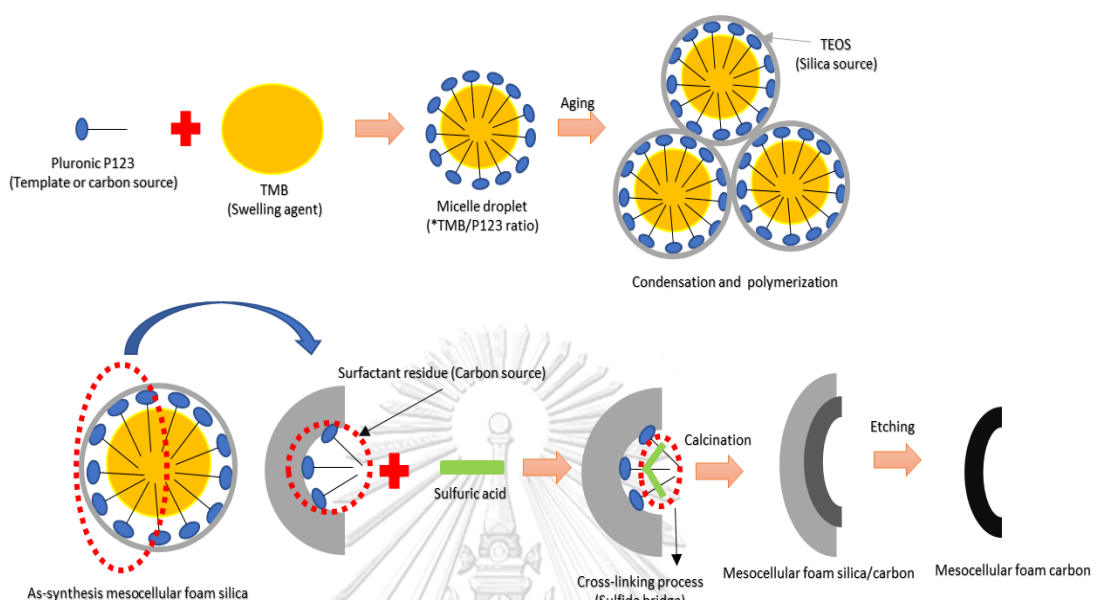 Pluronic P123
(Template or carbon source)
TMB
(Swelling agent)
Micelle droplet
(*TMB/P123 ratio)
Aging
TEOS
(Silica source)
Condensation and polymerization
As-synthesis mesocellular foam silica
Surfactant residue (Carbon source)
Sulfuric acid
Cross-linking process
(Sulfide bridge)
Calcination
Mesocellular foam silica/carbon
Etching
Mesocellular foam carbon